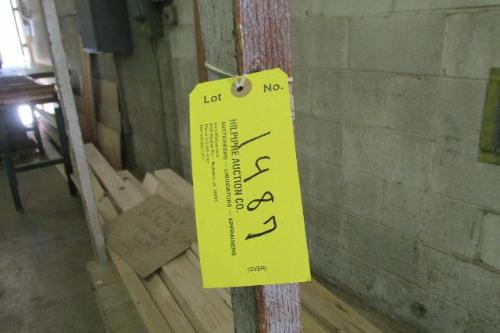 Lot No.
1487
HILPIPRE AUCTION CO.
AUCTIONEERS — LIQUIDATORS — APPRAISERS
(OVER)